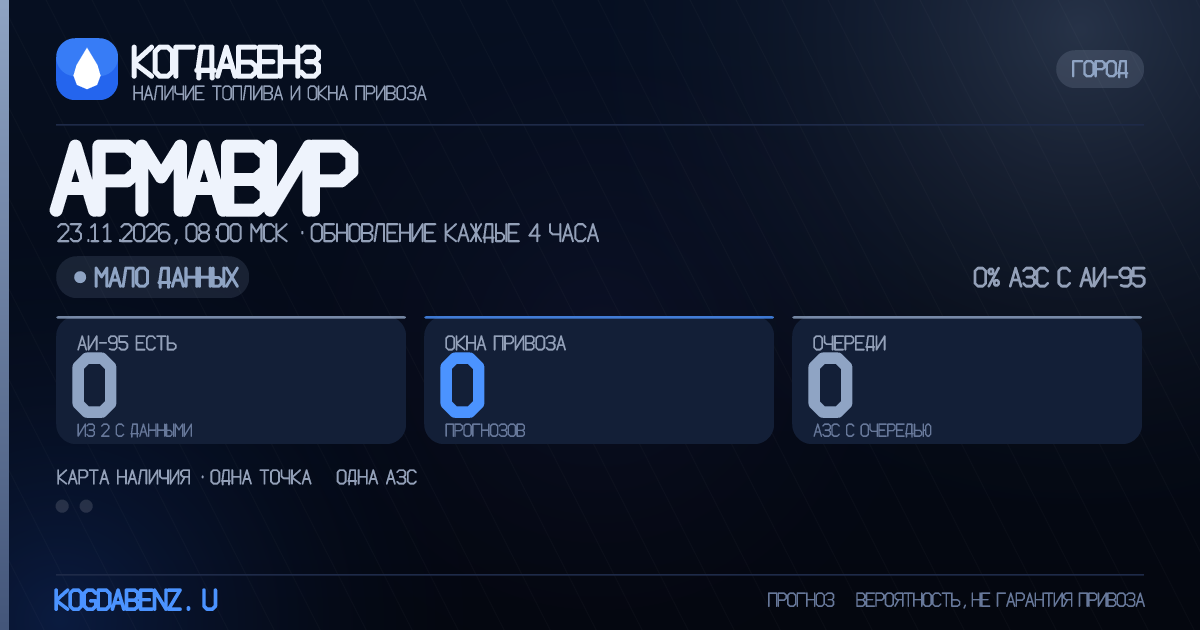 КОГДАБЕНЗ
НАЛИЧИЕ ТОПЛИВА И ОКНА ПРИВОЗА
ГОРОД
АРМАВИР
23.11.2026, 08:00 МСК · ОБНОВЛЕНИЕ КАЖДЫЕ 4 ЧАСА
МАЛО ДАННЫХ
0% АЗС С АИ-95
АИ-95 ЕСТЬ
0
ИЗ 2 С ДАННЫМИ
ОКНА ПРИВОЗА
0
ПРОГНОЗОВ
ОЧЕРЕДИ
0
АЗС С ОЧЕРЕДЬЮ
КАРТА НАЛИЧИЯ · ОДНА ТОЧКА ОДНА АЗС
KOGDABENZ. U
ПРОГНОЗ ВЕРОЯТНОСТЬ, НЕ ГАРАНТИЯ ПРИВОЗА